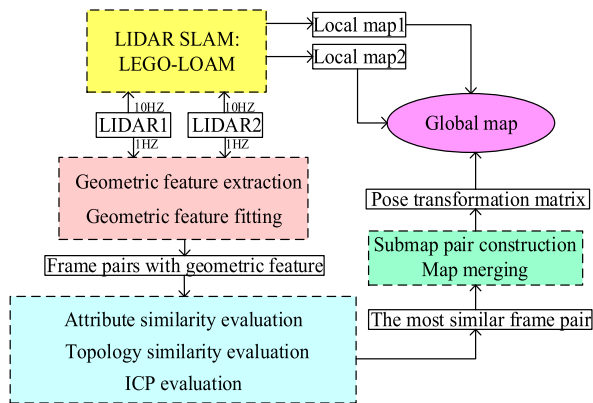 LIDAR SLAM:
LEGO-LOAM
Local map1
Local map2
10HZ
10HZ
LIDAR1
LIDAR2
1HZ
1HZ
Global map
Geometric feature extraction
Geometric feature fitting
Pose transformation matrix
Frame pairs with geometric feature
Submap pair construction
Map merging
Attribute similarity evaluation
Topology similarity evaluation
ICP evaluation
The most similar frame pair